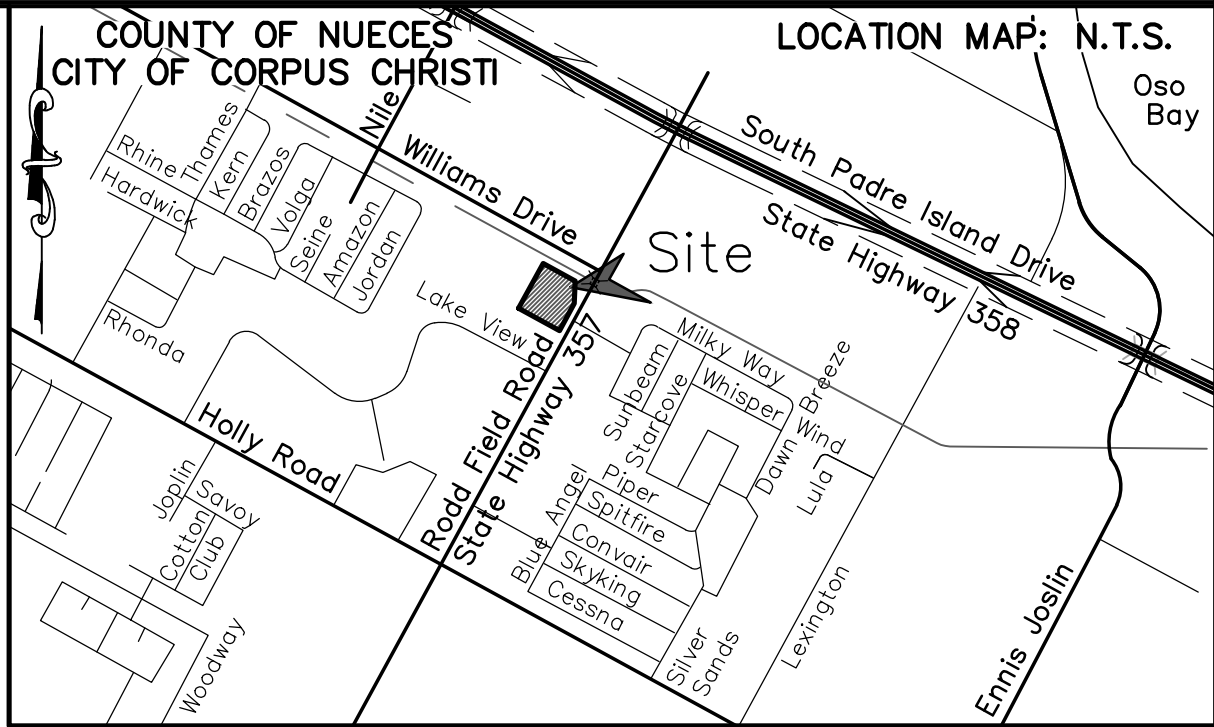 COUNTY OF NUECES
CITY OF CORPUS CHRISTI
LOCATION MAP: N.T.S.
Oso
Bay
Nile
Williams Drive
South Padre Island Drive
State Highway 358
Site
Thames
Rhine
Hardwick
Kern
Brazos
Volga
Seine
Amazon
Jordan
Lake View
Rhonda
Holly Road
Rodd Field Road
State Highway 357
Milky Way
Sunbeam
Starcove
Whisper
Breeze
Wind
Dawn
Lula
Piper
Spitfire
Convair
Skyking
Cessna
Blue Angel
Joplin
Savoy
Cotton
Club
Woodway
Silver
Sands
Lexington
Ennis Joslin